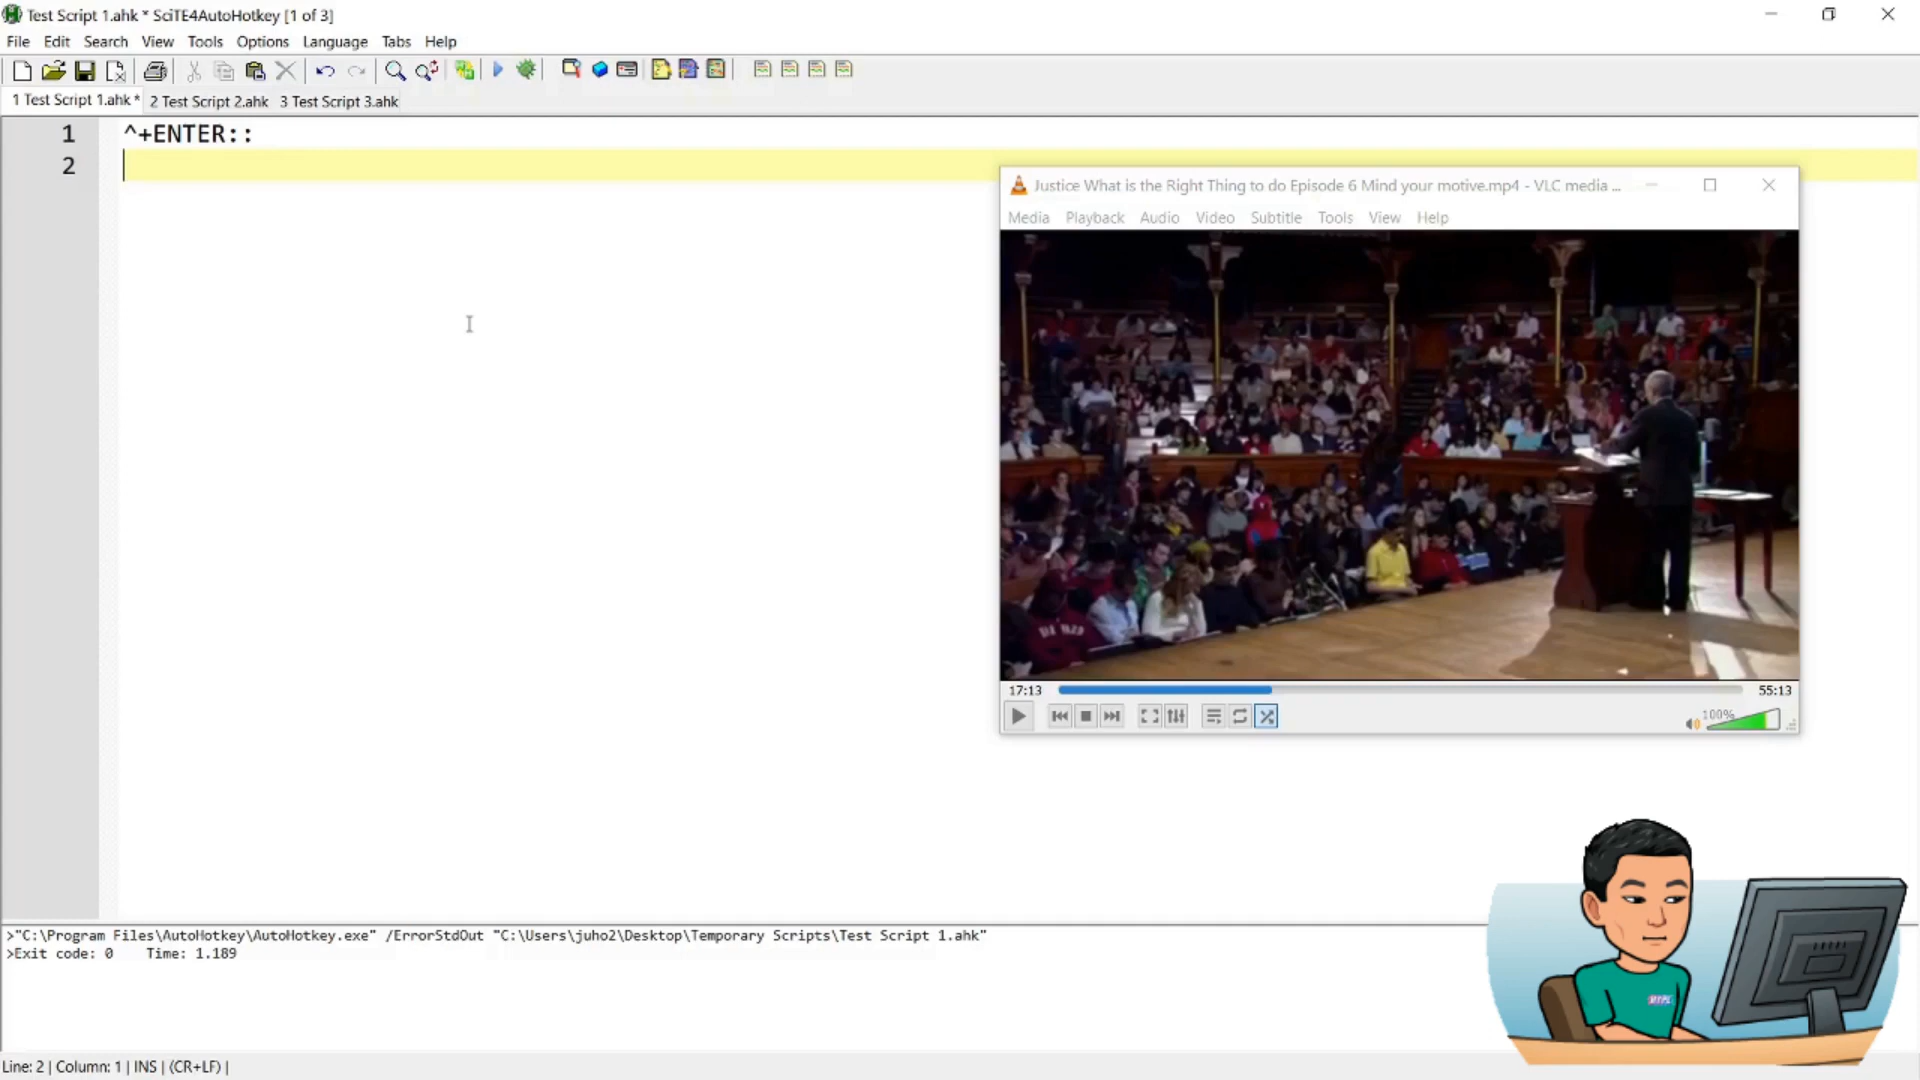 Test Script 1.ahk * SciTE4AutoHotkey [1 of 3]
File Edit Search View Tools Options Language Tabs Help
1 Test Script 1.ahk * 2 Test Script 2.ahk 3 Test Script 3.ahk
1 ^+ENTER::
2
Justice What is the Right Thing to do Episode 6 Mind your motive.mp4 - VLC media ...
Media Playback Audio Video Subtitle Tools View Help
17:13 55:13
100%
>"C:\Program Files\AutoHotkey\AutoHotkey.exe" /ErrorStdOut "C:\Users\juho2\Desktop\Temporary Scripts\Test Script 1.ahk"
>Exit code: 0 Time: 1.189
Line: 2 | Column: 1 | INS | (CR+LF) |